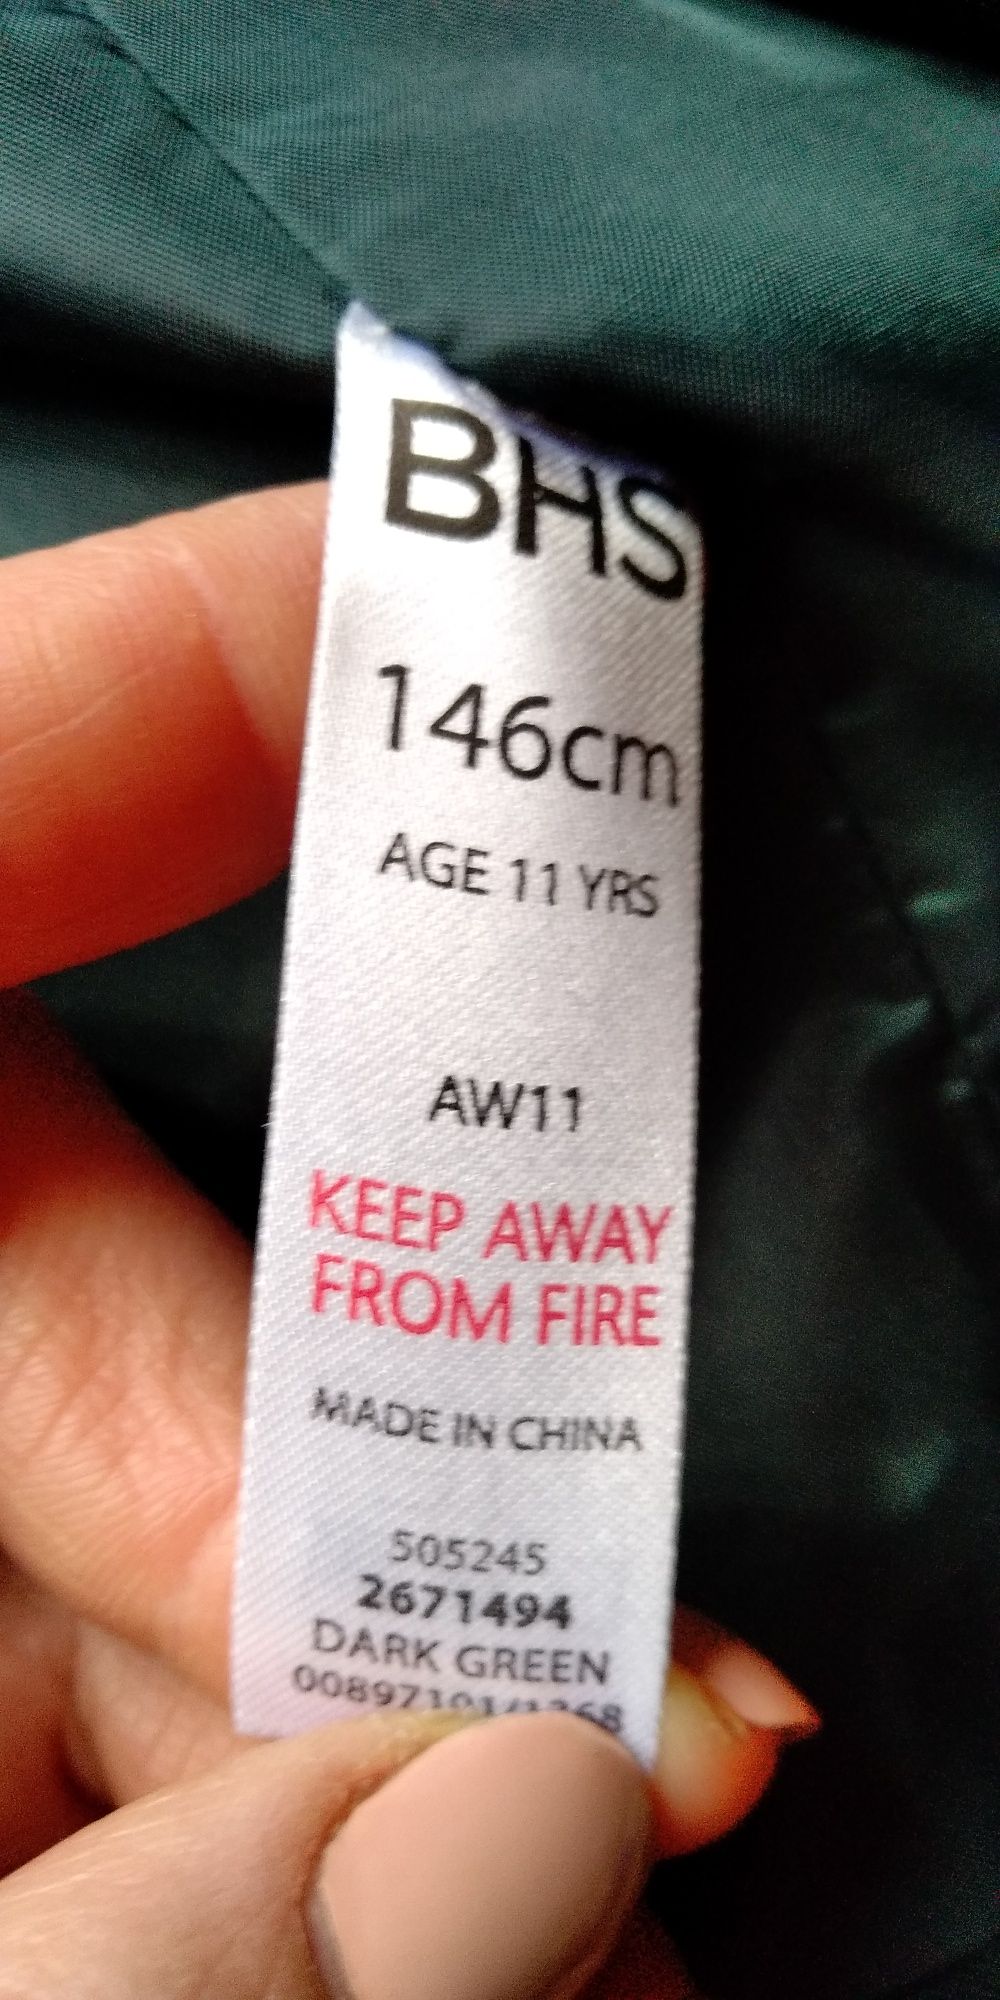 BHS
146cm
AGE 11 YRS
AW11
KEEP AWAY
FROM FIRE
MADE IN CHINA
505245
2671494
DARK GREEN